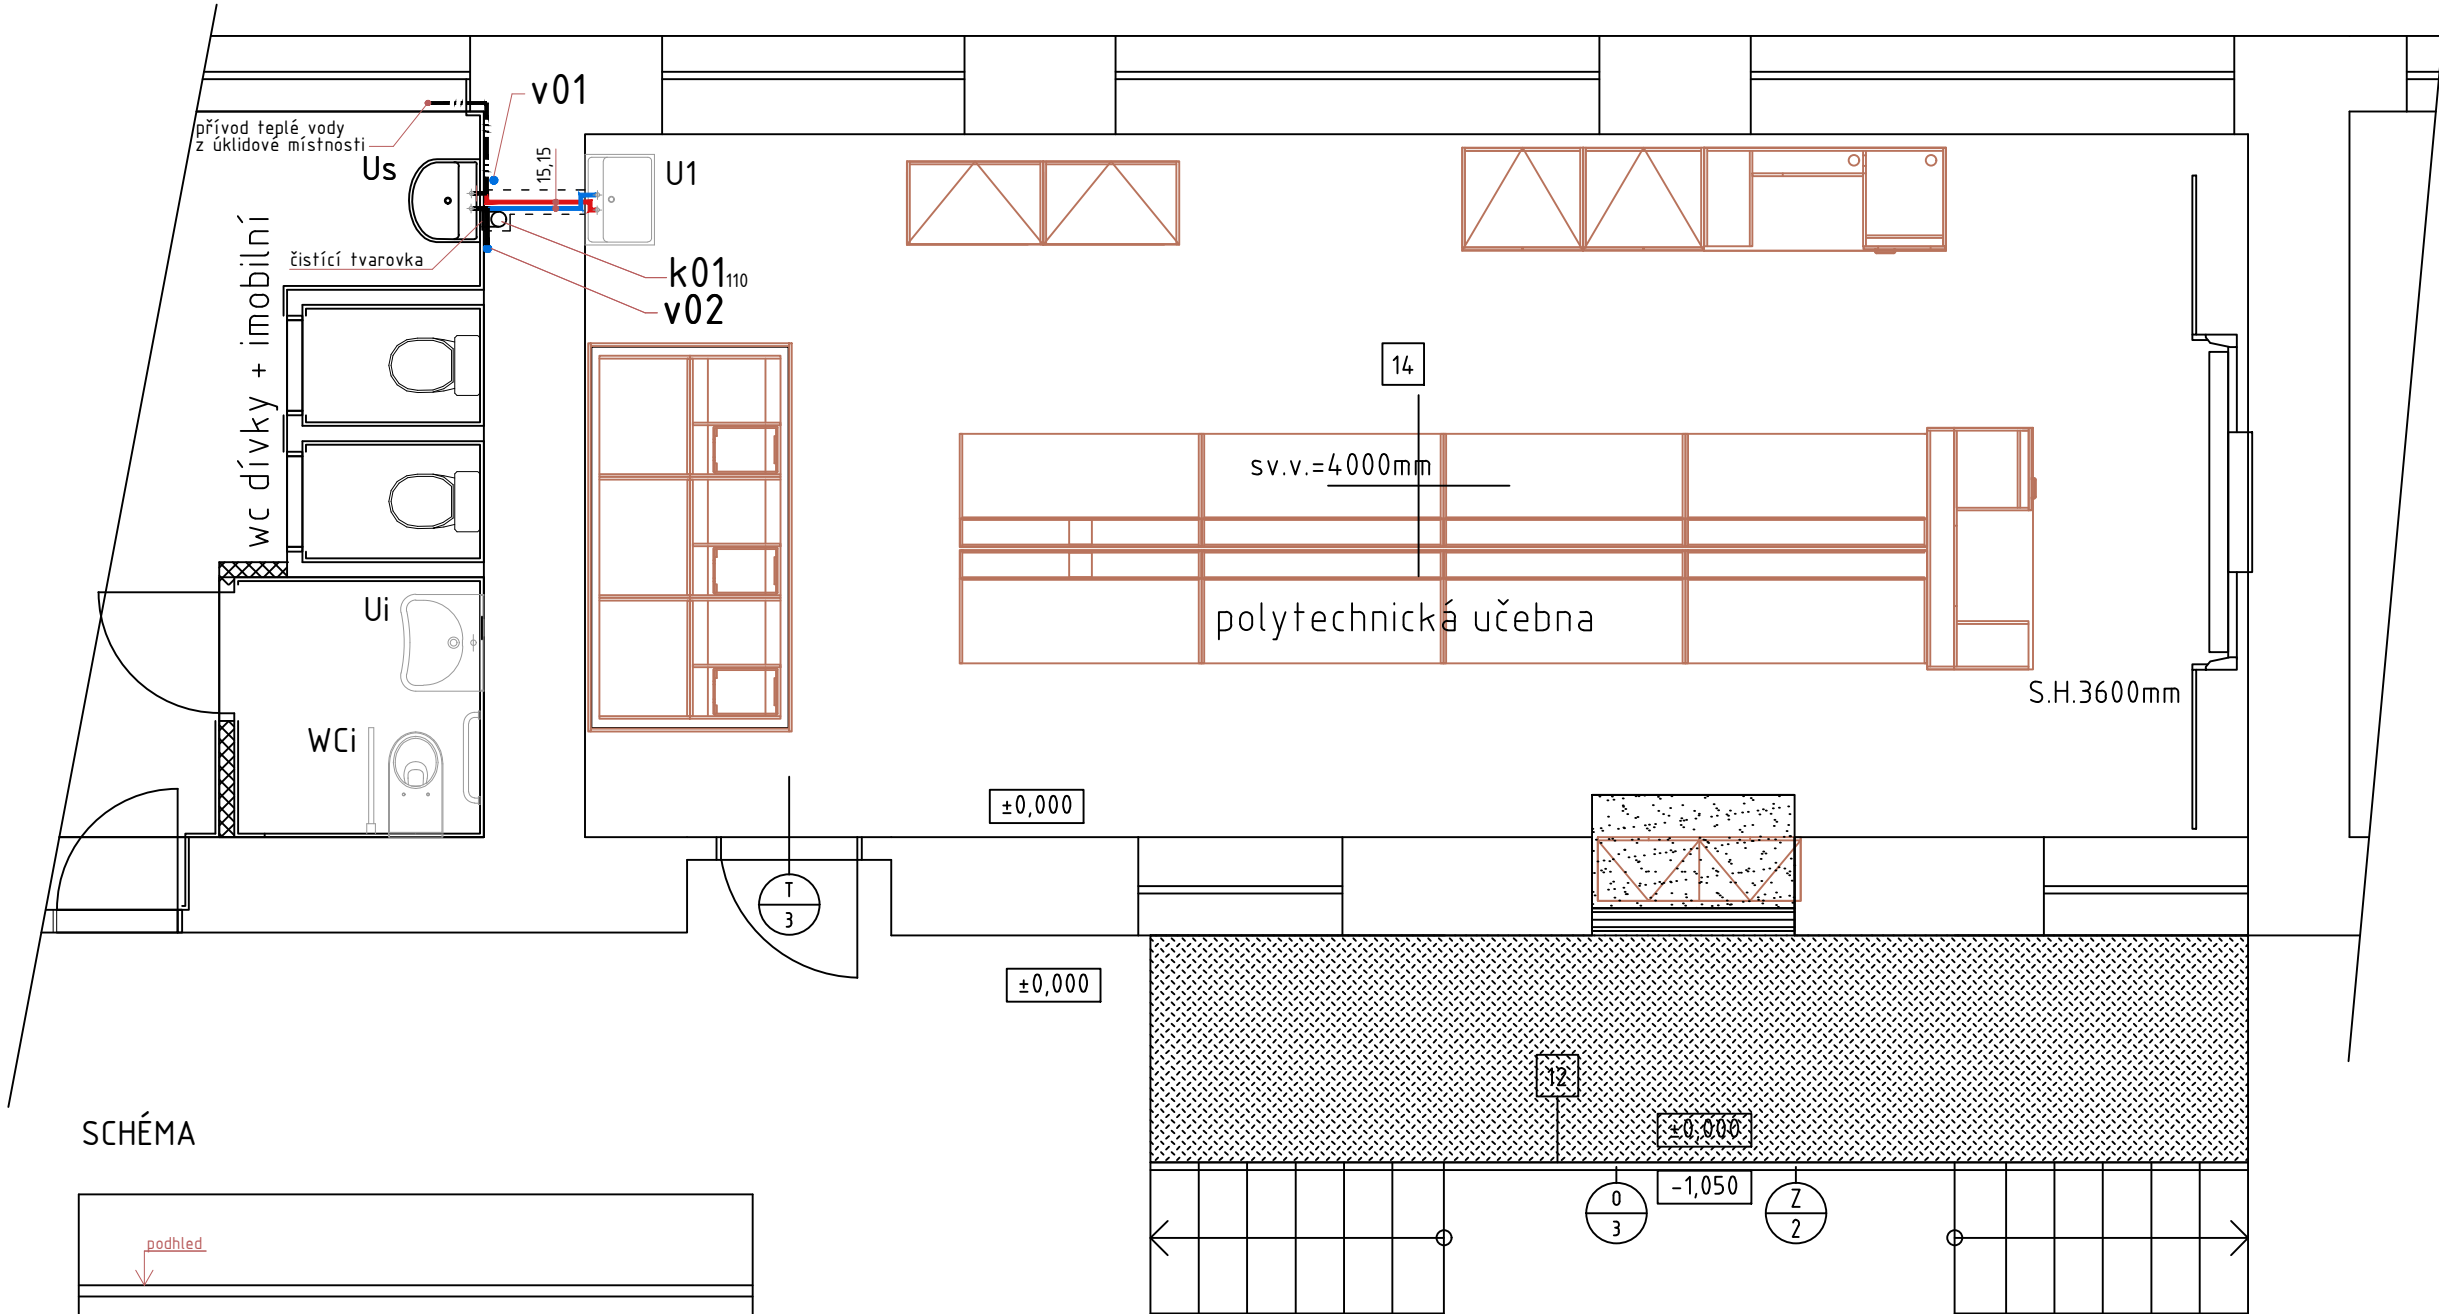 v01
přívod teplé vody
z úklidové místnosti
Us
15,15
U1
čistící tvarovka
k01110
v02
wc dívky + imobilní
14
sv.v.=4000mm
polytechnická učebna
Ui
S.H.3600mm
WCi
±0,000
T
3
±0,000
12
±0,000
-1,050
0
3
Z
2
SCHÉMA
podhled